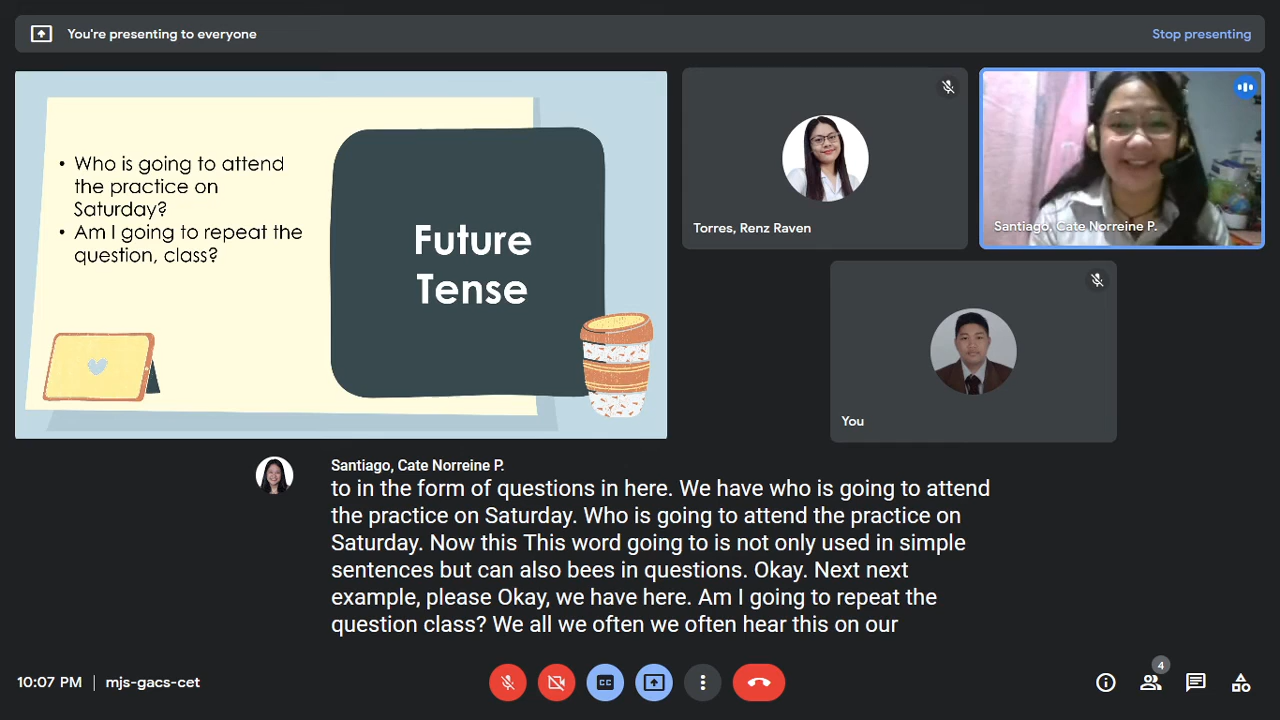 You're presenting to everyone
Stop presenting
• Who is going to attend
the practice on
Saturday?
• Am I going to repeat the
question, class?
Future
Tense
Torres, Renz Raven
Santiago, Cate Norreine P.
You
Santiago, Cate Norreine P.
to in the form of questions in here. We have who is going to attend
the practice on Saturday. Who is going to attend the practice on
Saturday. Now this This word going to is not only used in simple
sentences but can also bees in questions. Okay. Next next
example, please Okay, we have here. Am I going to repeat the
question class? We all we often we often hear this on our
10:07 PM | mjs-gacs-cet
CC
4